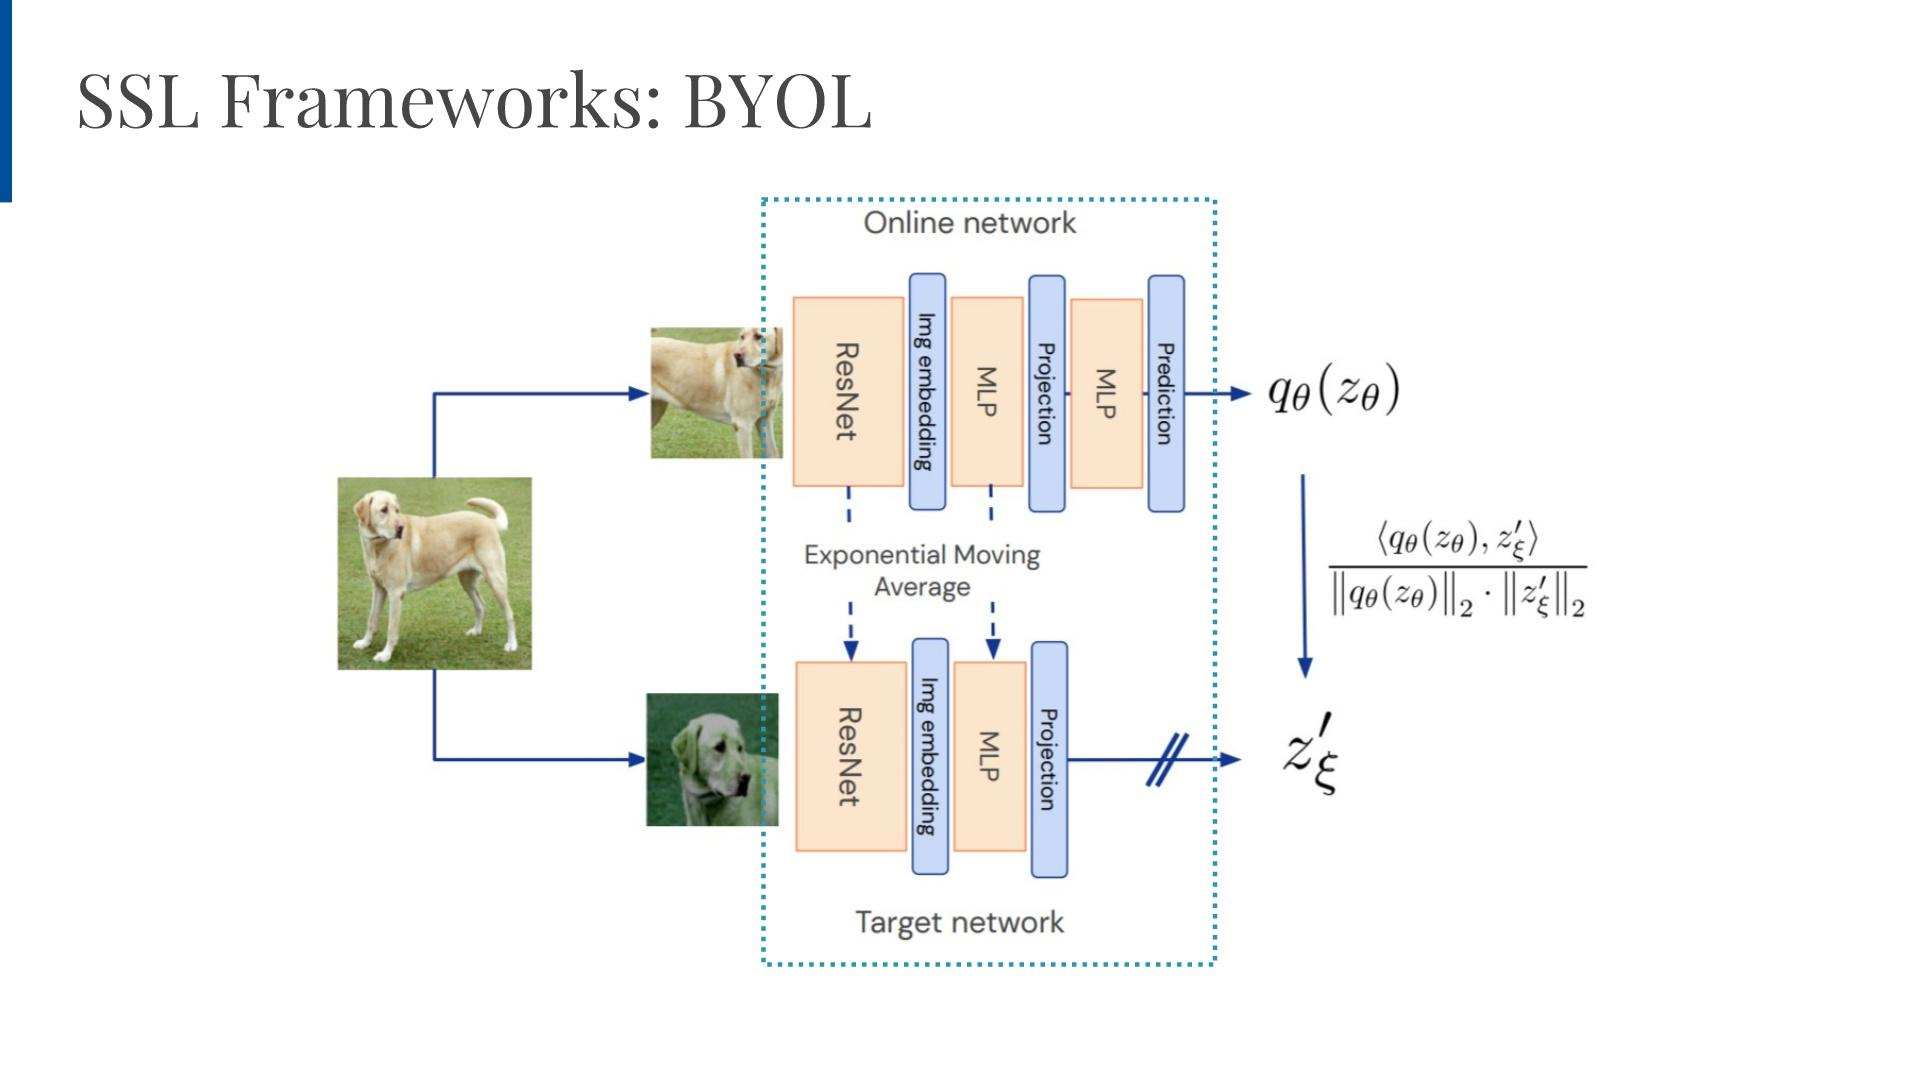 SSL Frameworks: BYOL
Online network
ResNet
Img embedding
MLP
Projection
MLP
Prediction
qθ(zθ)
Exponential Moving
Average
⟨qθ(zθ), z′ξ⟩
‖qθ(zθ)‖₂ · ‖z′ξ‖₂
ResNet
Img embedding
MLP
Projection
z′ξ
Target network